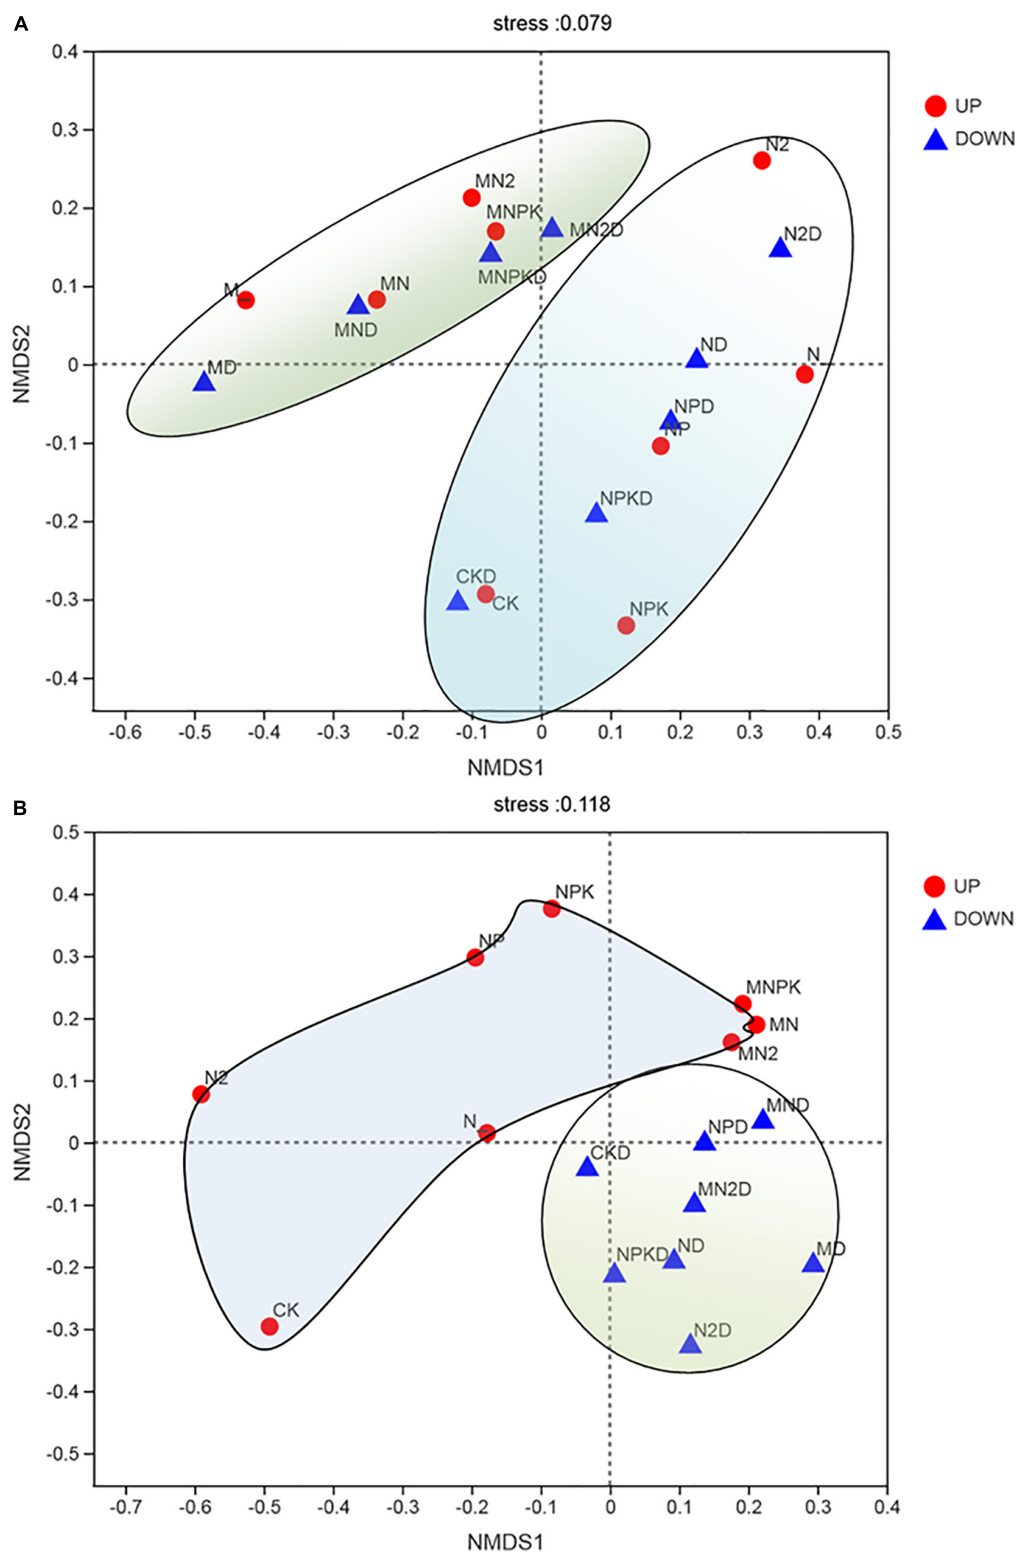 A
stress :0.079
0.4
0.3
0.2
0.1
0
-0.1
-0.2
-0.3
-0.4
NMDS2
N2
MN2
MNPK
MN2D
N2D
MNPKD
M
MN
MND
ND
N
MD
NPD
NP
NPKD
CKD
CK
NPK
UP
DOWN
-0.6 -0.5 -0.4 -0.3 -0.2 -0.1 0 0.1 0.2 0.3 0.4 0.5
NMDS1
B
stress :0.118
0.5
0.4
0.3
0.2
0.1
0
-0.1
-0.2
-0.3
-0.4
-0.5
NMDS2
NPK
NP
MNPK
MN
MN2
N2
MND
N
NPD
CKD
MN2D
ND
NPKD
MD
CK
N2D
UP
DOWN
-0.7 -0.6 -0.5 -0.4 -0.3 -0.2 -0.1 0 0.1 0.2 0.3 0.4
NMDS1